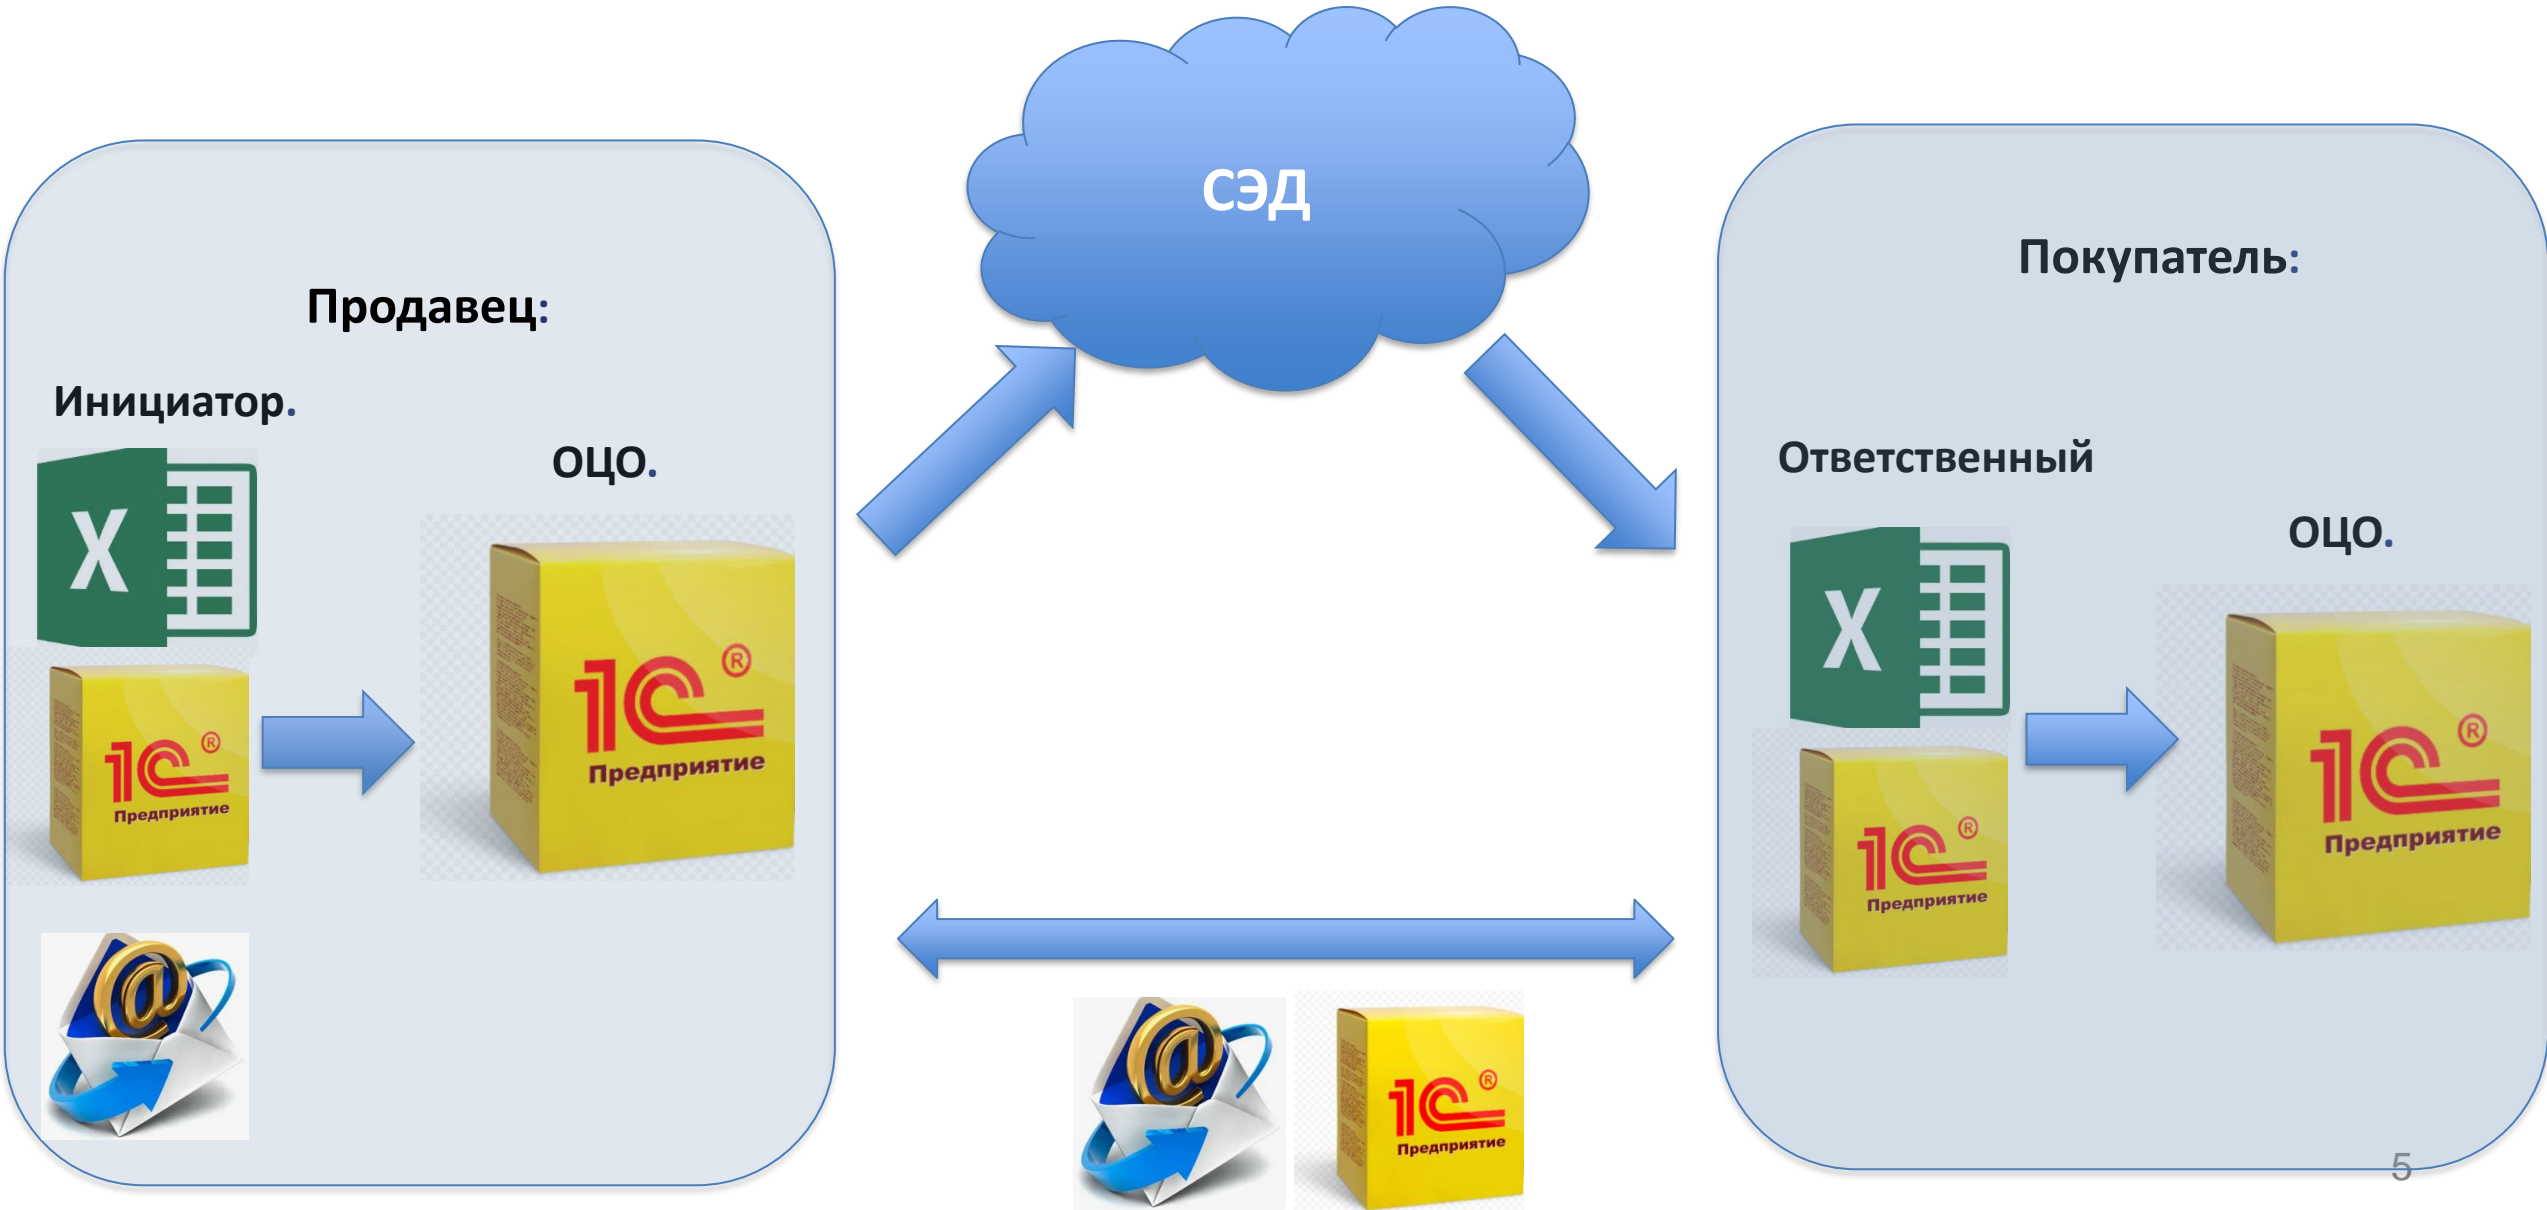 СЭД
Продавец:
Инициатор.
ОЦО.
X
1С®
Предприятие
1С®
Предприятие
Покупатель:
Ответственный
ОЦО.
X
1С®
Предприятие
1С®
Предприятие
@
@
1С®
Предприятие
5